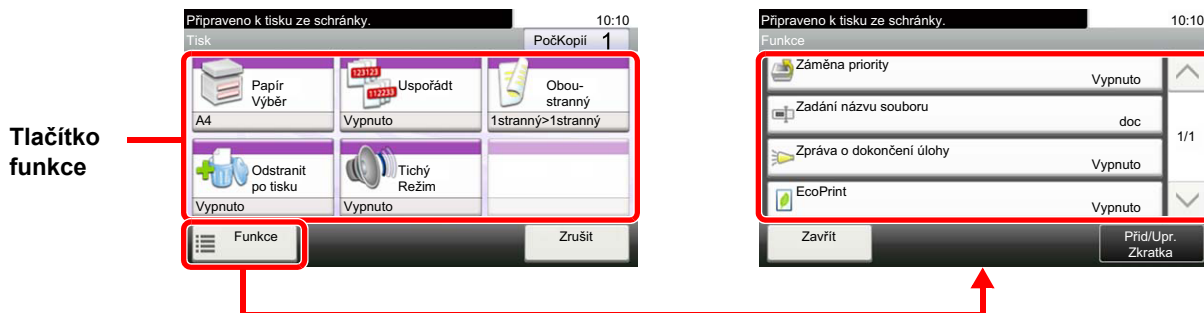 Tlačítko
funkce
Připraveno k tisku ze schránky.
10:10
Tisk
PočKopií 1
Papír
Výběr
A4
123123
112233
Uspořádt
Vypnuto
Obou-
stranný
1stranný>1stranný
Odstranit
po tisku
Vypnuto
Tichý
Režim
Vypnuto
Funkce
Zrušit
Připraveno k tisku ze schránky.
10:10
Funkce
Záměna priority
Vypnuto
Zadání názvu souboru
doc
Zpráva o dokončení úlohy
Vypnuto
EcoPrint
Vypnuto
1/1
Zavřít
Přid/Upr.
Zkratka